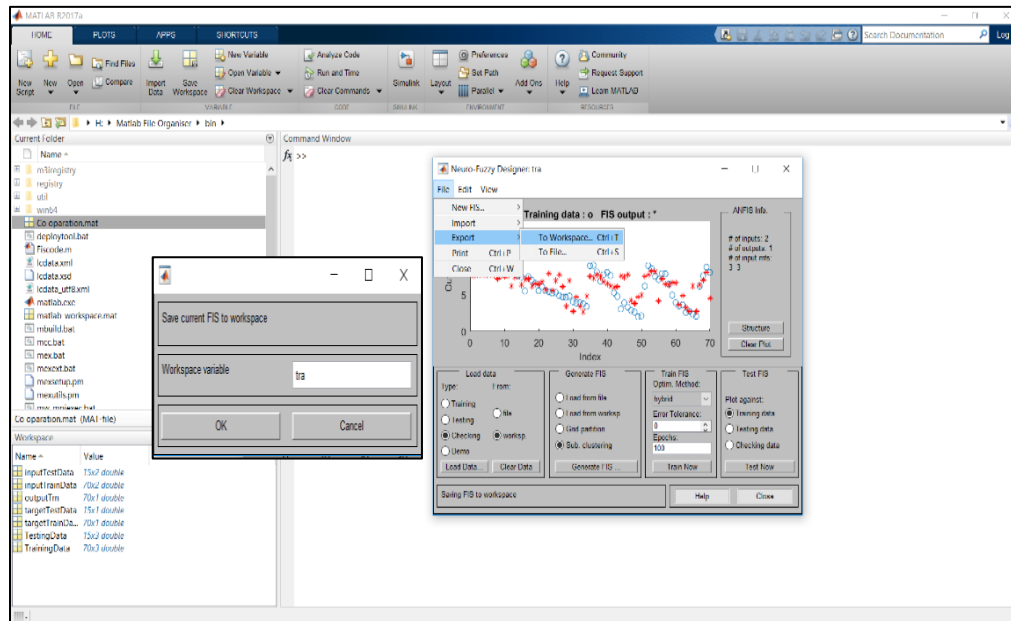 MATLAB R2017a
HOME PLOTS APPS SHORTCUTS Search Documentation Log
New Script New Open Find Files Compare Import Data Save Workspace New Variable Open Variable Clear Workspace Analyze Code Run and Time Clear Commands Simulink Layout Preferences Set Path Parallel Add Ons Help Community Request Support Learn MATLAB
FILE VARIABLE CODE SIMULINK ENVIRONMENT RESOURCES
H: Matlab File Organiser bin
Current Folder
Name
m3iregistry
registry
util
win64
Co oparation.mat
deploytool.bat
Fiscode.m
lcdata.xml
lcdata.xsd
lcdata_utf8.xml
matlab.exe
matlab workspace.mat
mbuild.bat
mcc.bat
mex.bat
mexext.bat
mexsetup.pm
mexutils.pm
Co oparation.mat (MAT-file)
Workspace
Name Value
inputTestData 15x2 double
inputTrainData 70x2 double
outputTrn 70x1 double
targetTestData 15x1 double
targetTrainDa... 70x1 double
TestingData 15x3 double
TrainingData 70x3 double
Command Window
fx >>
Save current FIS to workspace
Workspace variable tra
OK Cancel
Neuro-Fuzzy Designer: tra
File Edit View
New FIS...
Import
Export
Print Ctrl+P
Close Ctrl+W
To Workspace... Ctrl+T
To File... Ctrl+S
Training data : o FIS output : *
5
0
0 10 20 30 40 50 60 70
Index
ANFIS Info.
# of inputs: 2
# of outputs: 1
# of input mfs:
3 3
Structure
Clear Plot
Load data
Type: From:
Training
Testing
Checking
Demo
file
worksp.
Load Data... Clear Data
Generate FIS
Load from file
Load from worksp.
Grid partition
Sub. clustering
Generate FIS ...
Train FIS
Optim. Method:
hybrid
Error Tolerance:
0
Epochs:
100
Train Now
Test FIS
Plot against:
Training data
Testing data
Checking data
Test Now
Saving FIS to workspace
Help Close